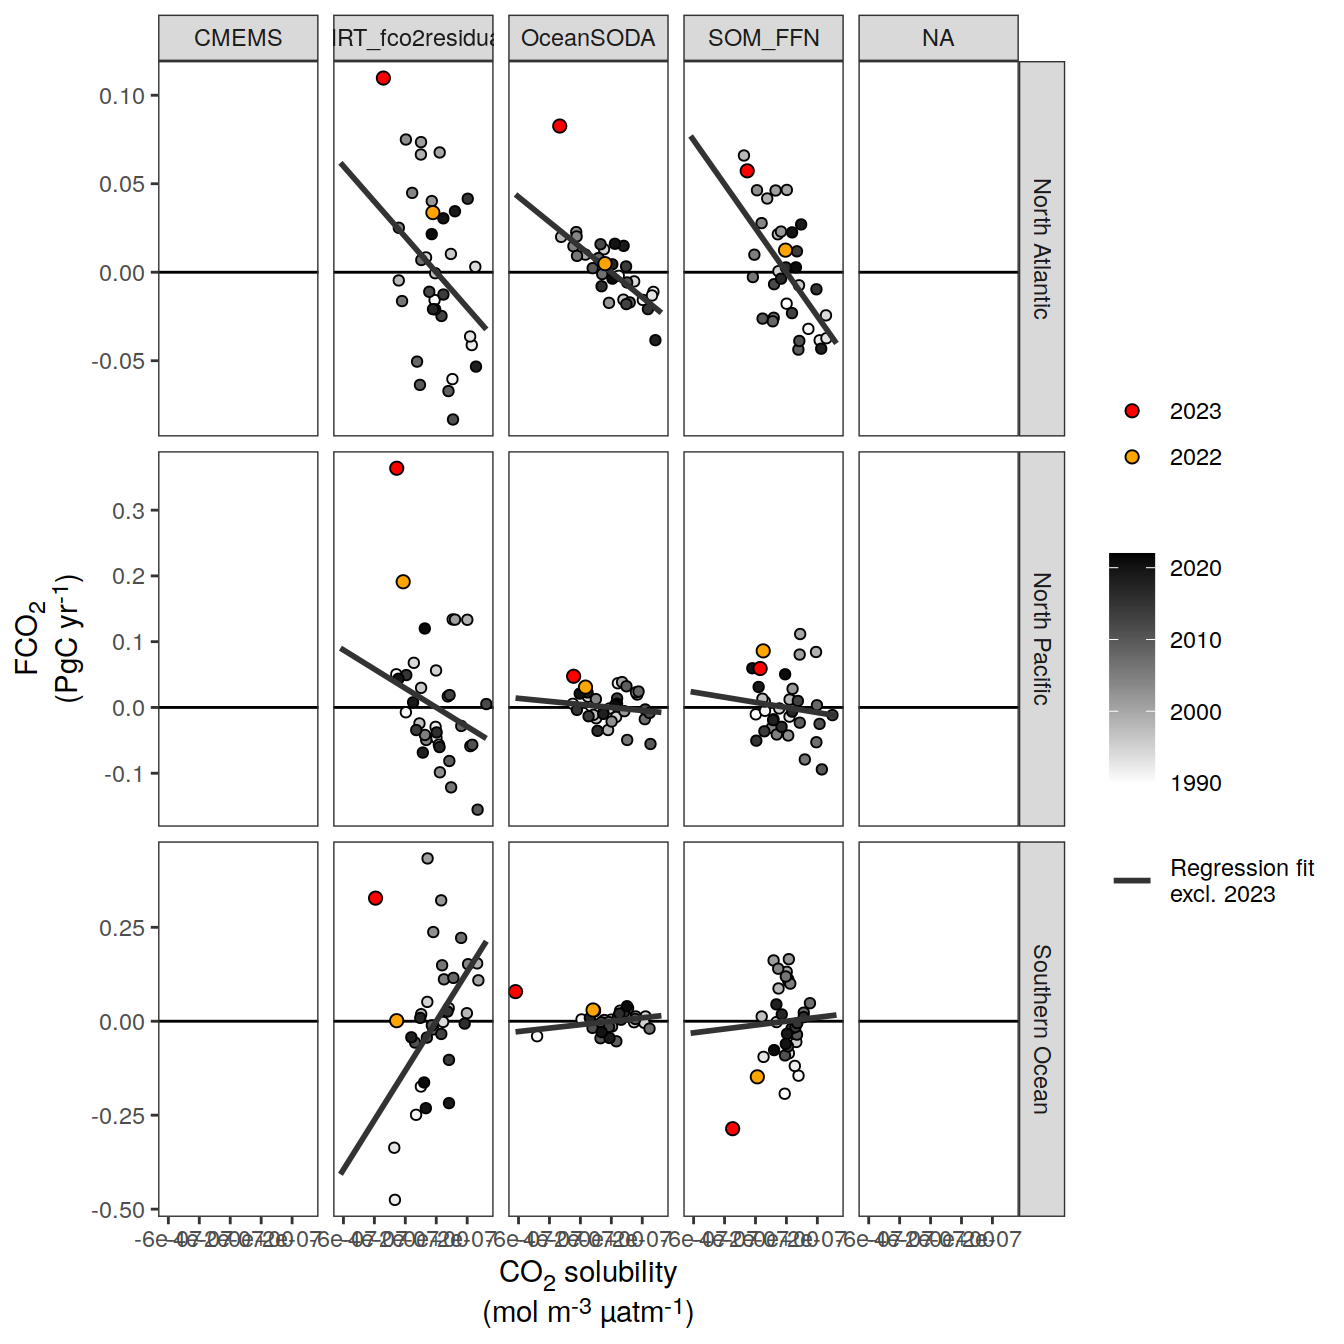 CMEMS
IRT_fco2residua
OceanSODA
SOM_FFN
NA
0.10
0.05
0.00
-0.05
North Atlantic
0.3
0.2
0.1
0.0
-0.1
North Pacific
0.25
0.00
-0.25
-0.50
Southern Ocean
FCO2
(PgC yr-1)
CO2 solubility
(mol m-3 µatm-1)
2023
2022
2020
2010
2000
1990
Regression fit
excl. 2023